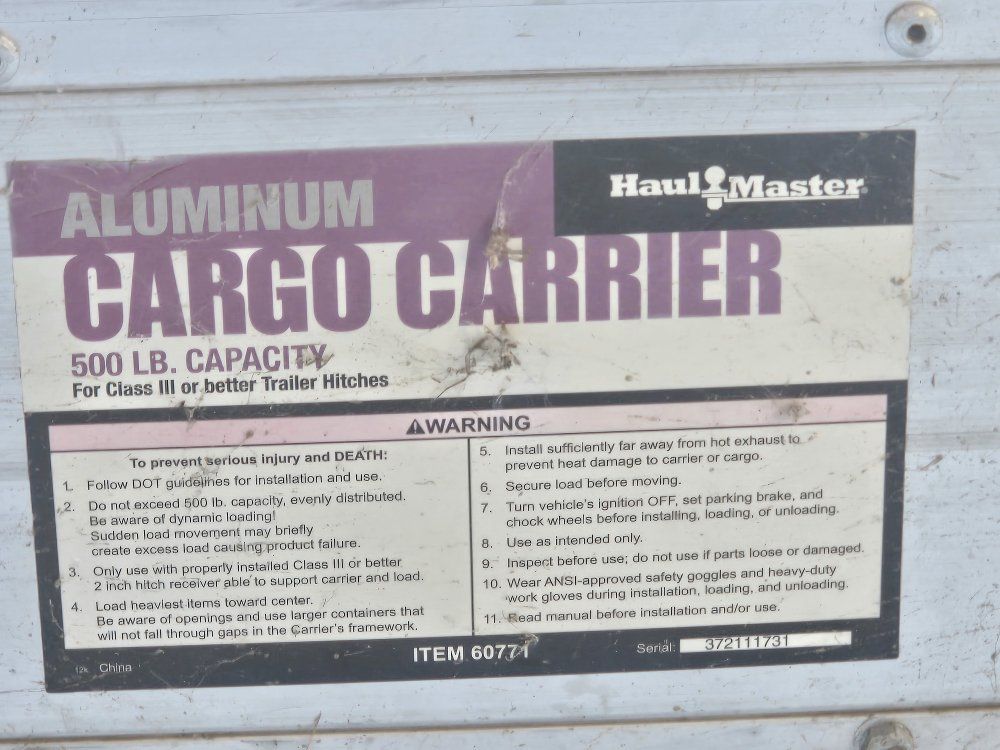 Haul Master
ALUMINUM
CARGO CARRIER
500 LB. CAPACITY
For Class III or better Trailer Hitches
WARNING
To prevent serious injury and DEATH:
1. Follow DOT guidelines for installation and use.
2. Do not exceed 500 lb. capacity, evenly distributed.
Be aware of dynamic loading!
Sudden load movement may briefly
create excess load causing product failure.
3. Only use with properly installed Class III or better
2 inch hitch receiver able to support carrier and load.
4. Load heaviest items toward center.
Be aware of openings and use larger containers that
will not fall through gaps in the Carrier's framework.
5. Install sufficiently far away from hot exhaust to
prevent heat damage to carrier or cargo.
6. Secure load before moving.
7. Turn vehicle's ignition OFF, set parking brake, and
chock wheels before installing, loading, or unloading.
8. Use as intended only.
9. Inspect before use; do not use if parts loose or damaged.
10. Wear ANSI-approved safety goggles and heavy-duty
work gloves during installation, loading, and unloading.
11. Read manual before installation and/or use.
12k China
ITEM 60771
Serial: 372111731